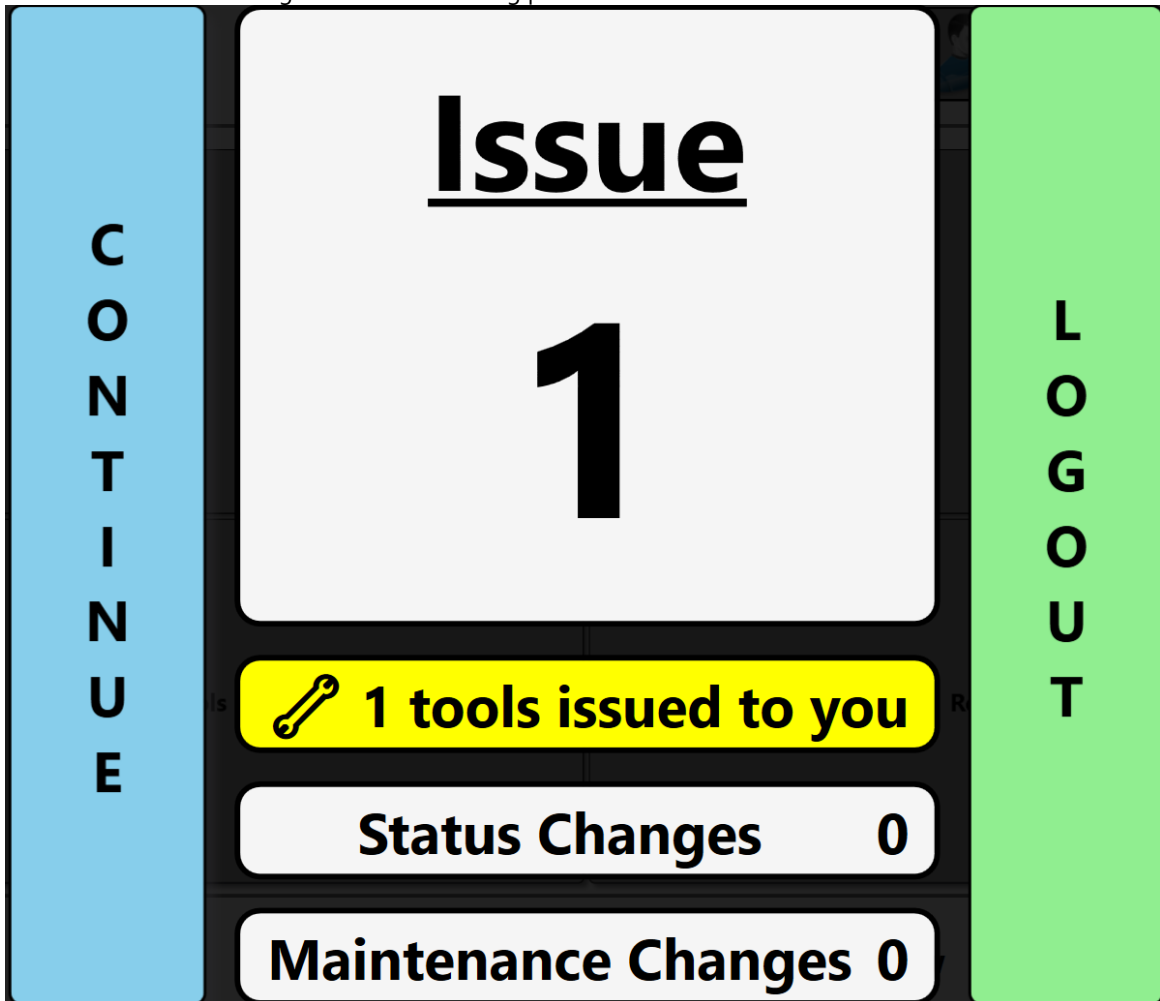 CONTINUE
Issue
1
1 tools issued to you
Status Changes 0
Maintenance Changes 0
LOGOUT